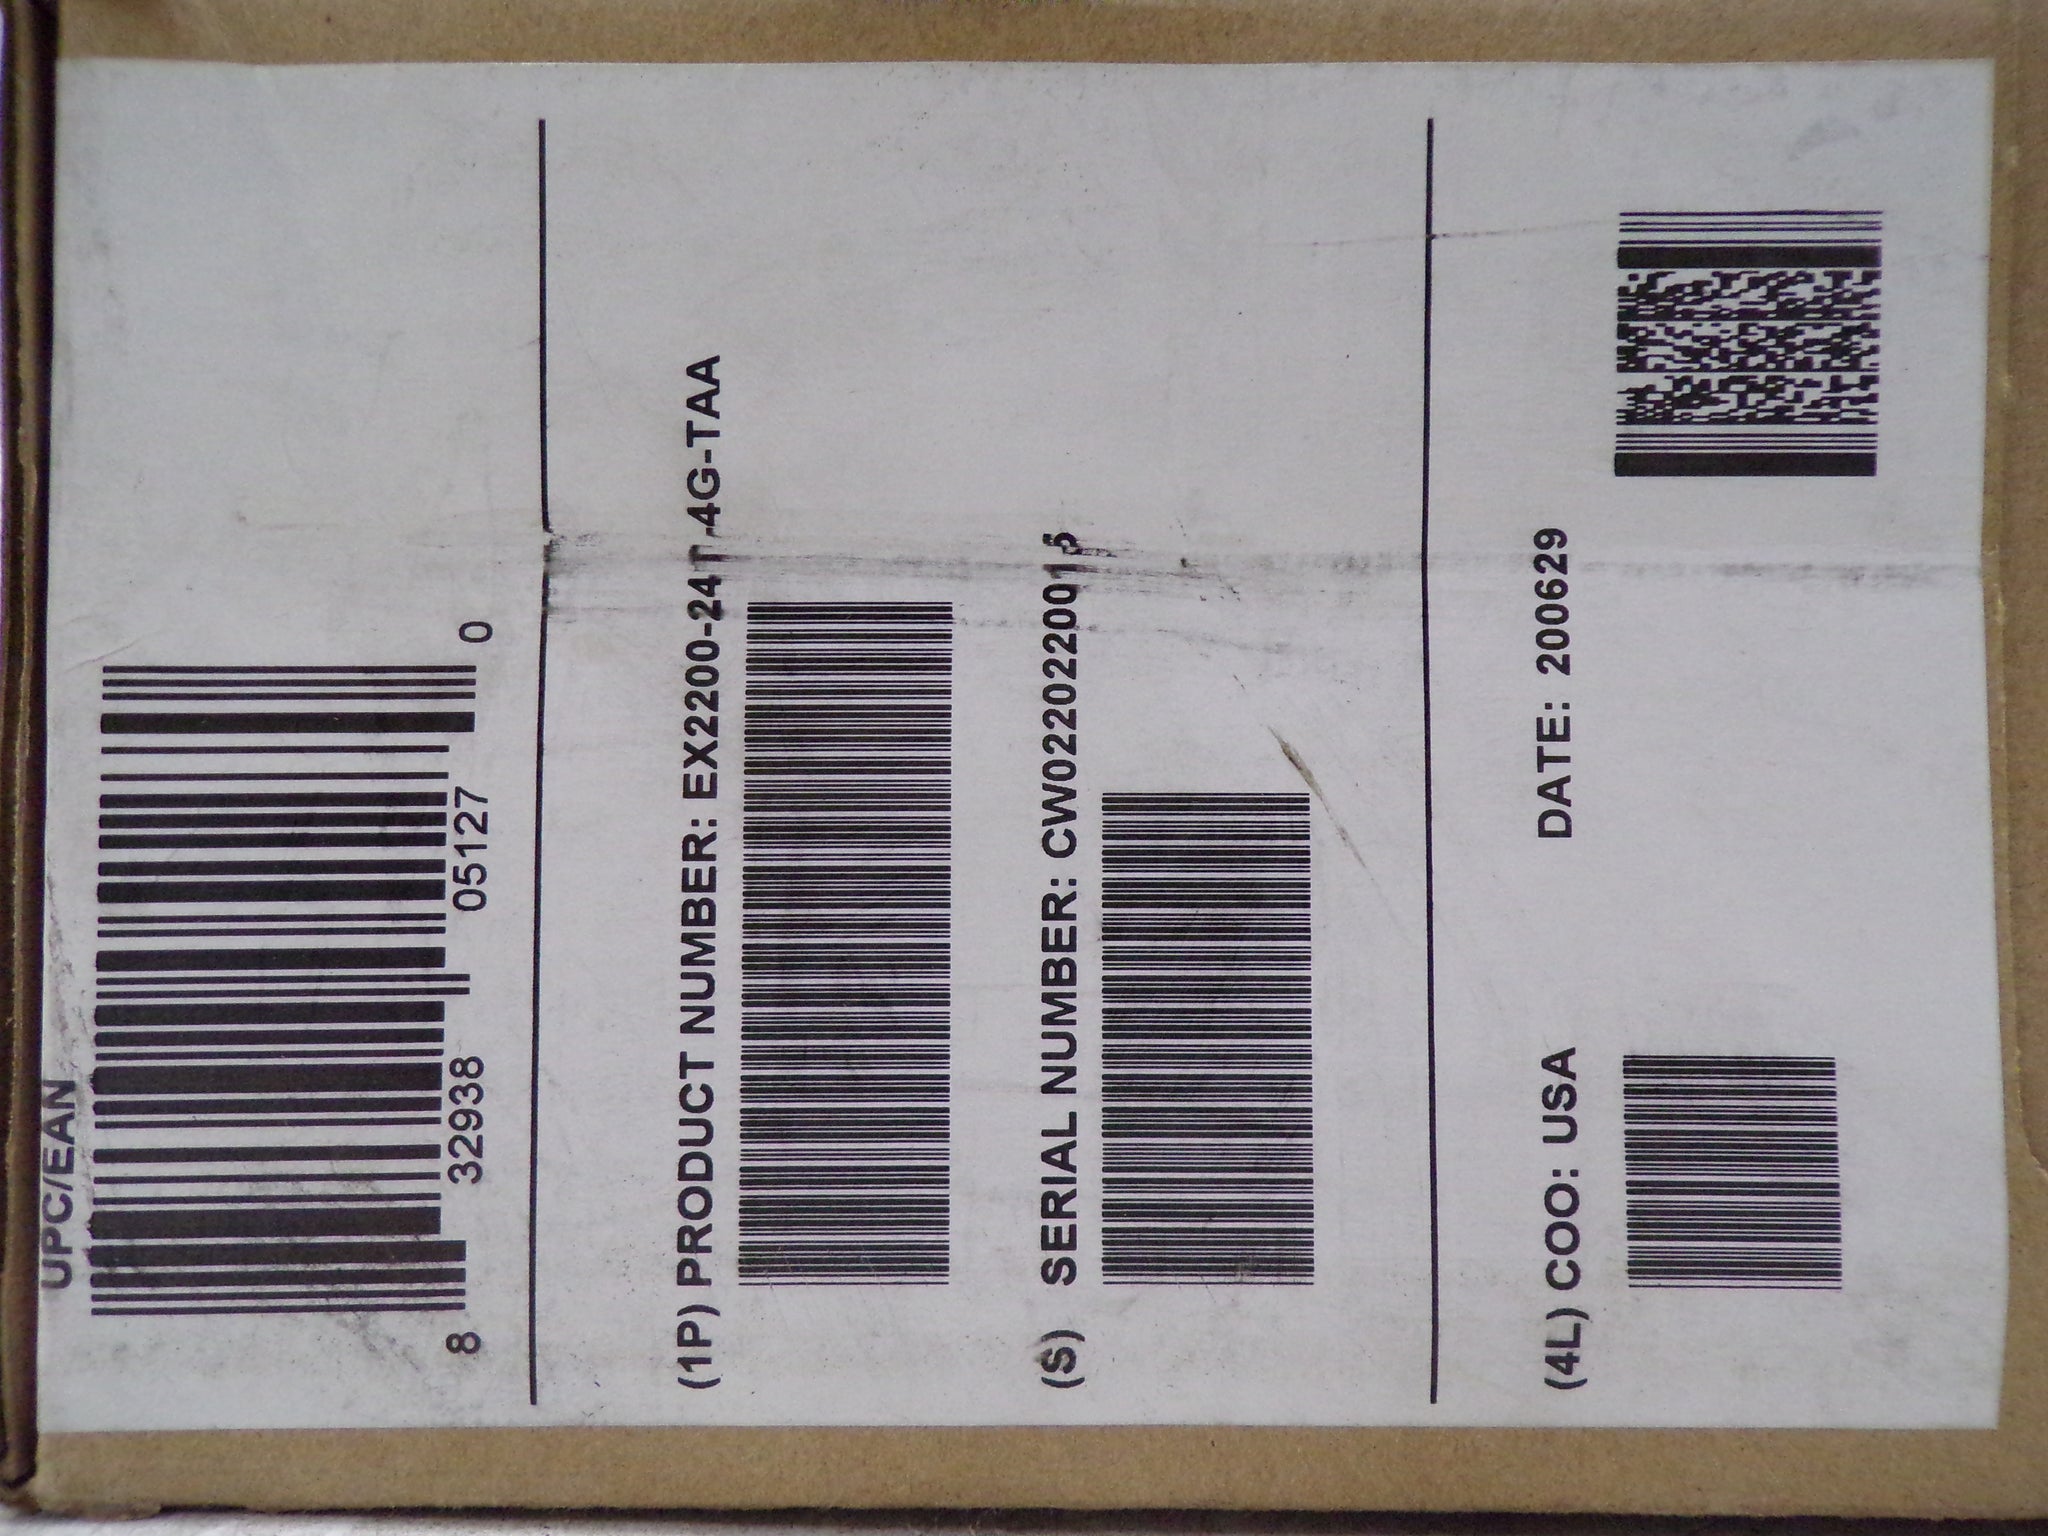 UPC/EAN
8 32938 05127 0
(1P) PRODUCT NUMBER: EX2200-24T-4G-TAA
(S) SERIAL NUMBER: CW0220220015
(4L) COO: USA DATE: 200629